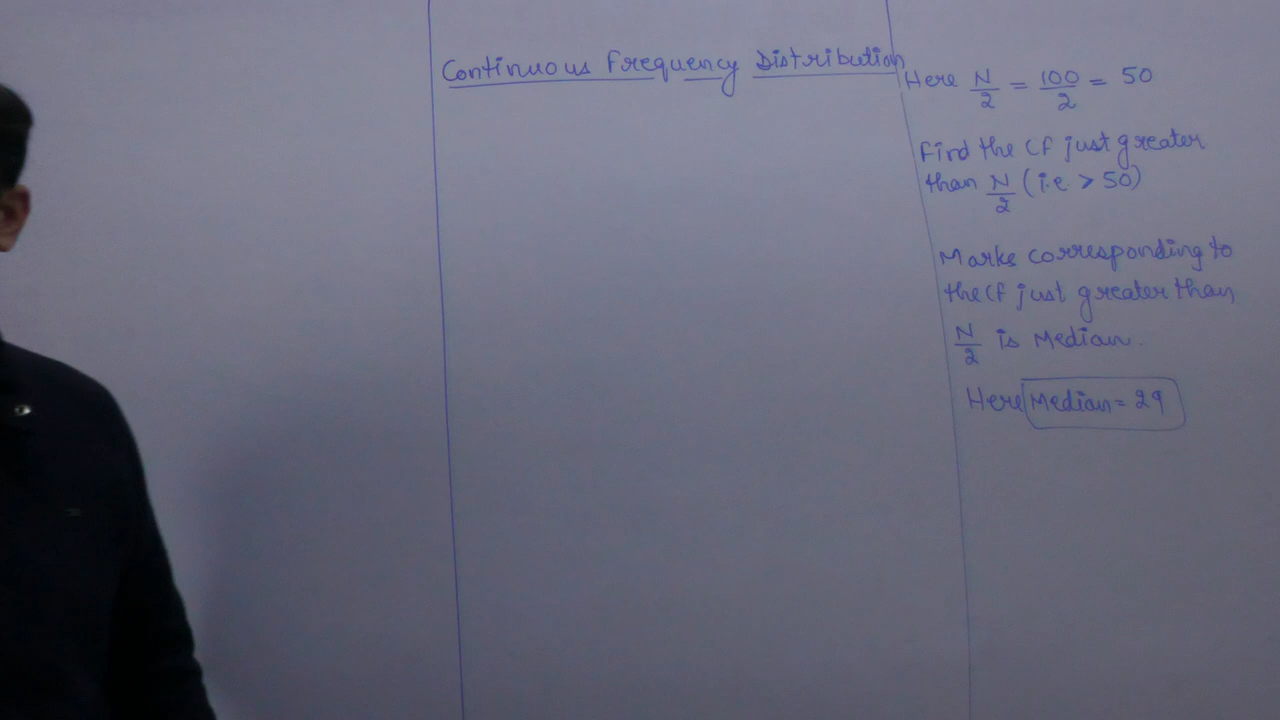 Continuous Frequency Distribution
Here N/2 = 100/2 = 50
Find the CF just greater
than N/2 (i.e. > 50)
Marks corresponding to
the CF just greater than
N/2 is Median.
Here Median = 29